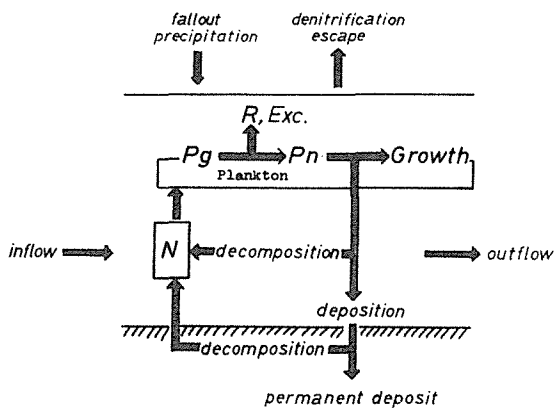 fallout
precipitation
denitrification
escape
R, Exc.
Pg
Pn
Growth
Plankton
inflow
N
decomposition
outflow
deposition
decomposition
permanent deposit